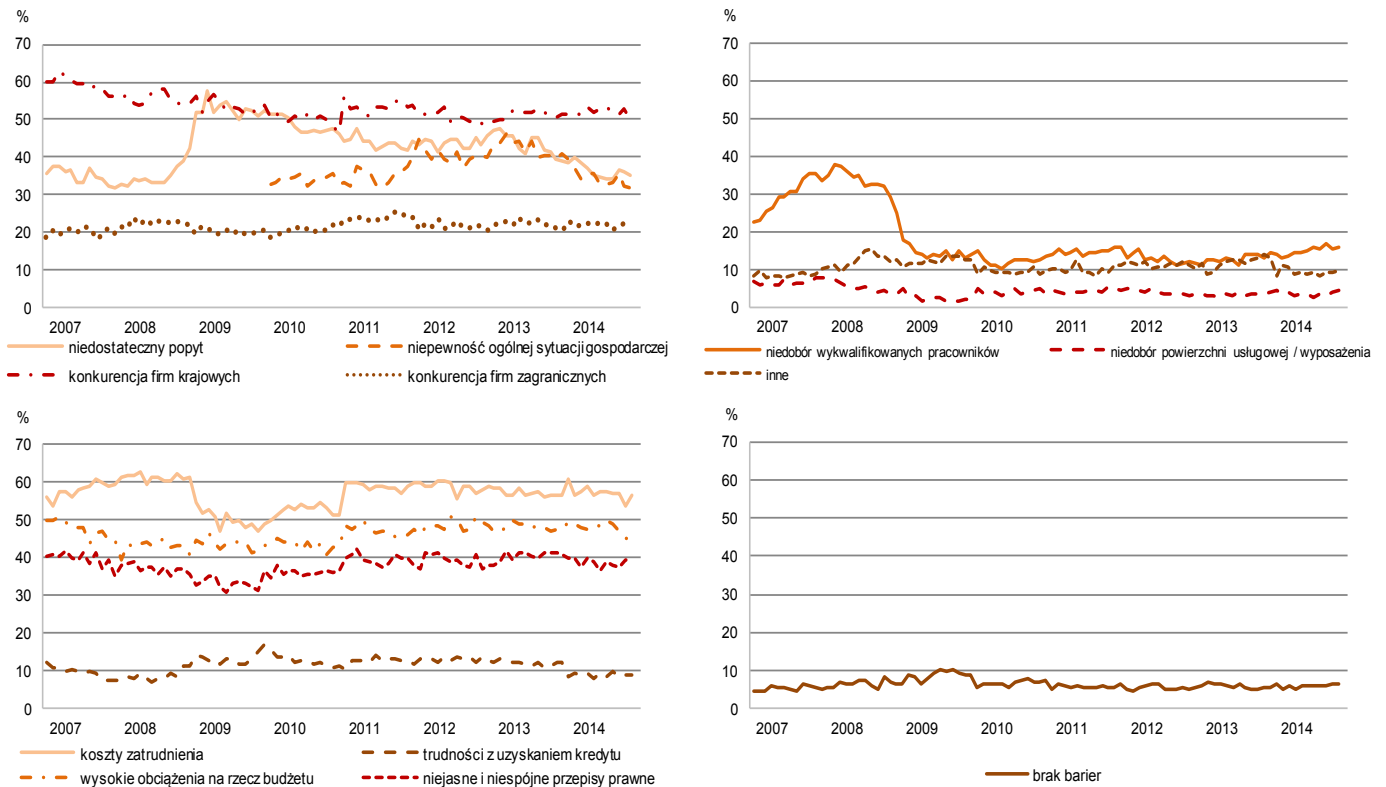 %
70
60
50
40
30
20
10
0
2007 2008 2009 2010 2011 2012 2013 2014
niedostateczny popyt
niepewność ogólnej sytuacji gospodarczej
konkurencja firm krajowych
konkurencja firm zagranicznych
%
70
60
50
40
30
20
10
0
2007 2008 2009 2010 2011 2012 2013 2014
niedobór wykwalifikowanych pracowników
niedobór powierzchni usługowej / wyposażenia
inne
%
70
60
50
40
30
20
10
0
2007 2008 2009 2010 2011 2012 2013 2014
koszty zatrudnienia
trudności z uzyskaniem kredytu
wysokie obciążenia na rzecz budżetu
niejasne i niespójne przepisy prawne
%
70
60
50
40
30
20
10
0
2007 2008 2009 2010 2011 2012 2013 2014
brak barier